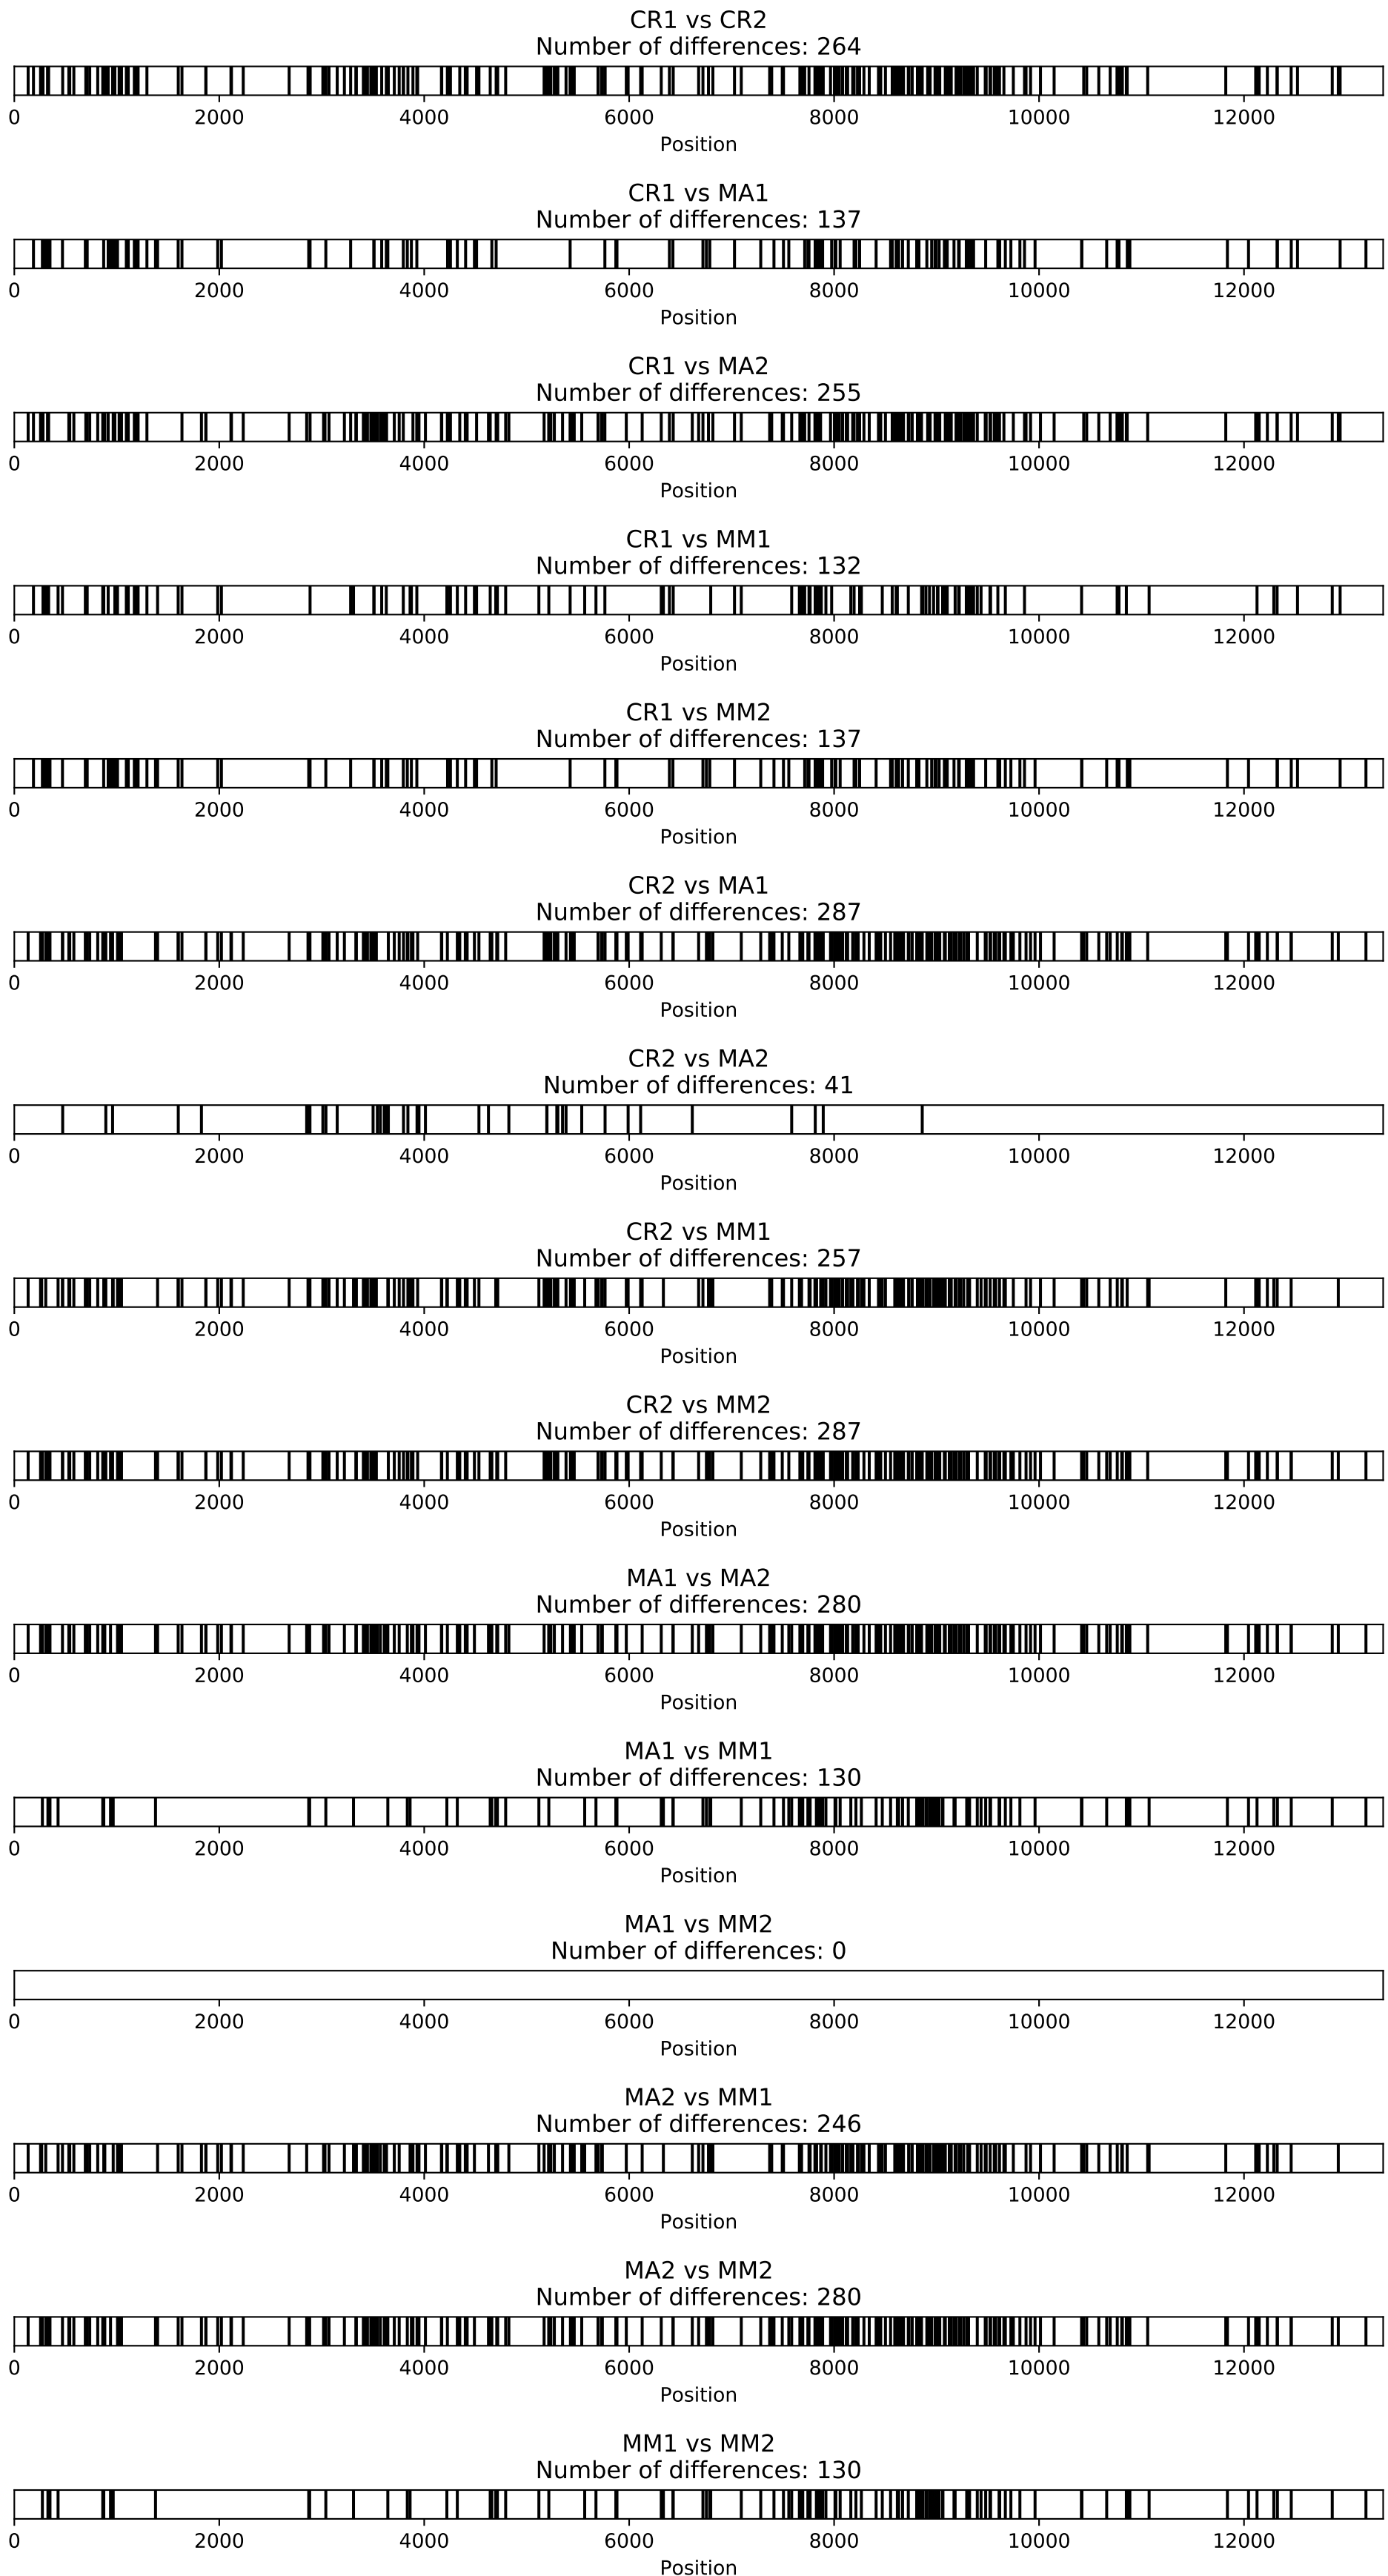 CR1 vs CR2
Number of differences: 264
0 2000 4000 6000 8000 10000 12000
Position
CR1 vs MA1
Number of differences: 137
0 2000 4000 6000 8000 10000 12000
Position
CR1 vs MA2
Number of differences: 255
0 2000 4000 6000 8000 10000 12000
Position
CR1 vs MM1
Number of differences: 132
0 2000 4000 6000 8000 10000 12000
Position
CR1 vs MM2
Number of differences: 137
0 2000 4000 6000 8000 10000 12000
Position
CR2 vs MA1
Number of differences: 287
0 2000 4000 6000 8000 10000 12000
Position
CR2 vs MA2
Number of differences: 41
0 2000 4000 6000 8000 10000 12000
Position
CR2 vs MM1
Number of differences: 257
0 2000 4000 6000 8000 10000 12000
Position
CR2 vs MM2
Number of differences: 287
0 2000 4000 6000 8000 10000 12000
Position
MA1 vs MA2
Number of differences: 280
0 2000 4000 6000 8000 10000 12000
Position
MA1 vs MM1
Number of differences: 130
0 2000 4000 6000 8000 10000 12000
Position
MA1 vs MM2
Number of differences: 0
0 2000 4000 6000 8000 10000 12000
Position
MA2 vs MM1
Number of differences: 246
0 2000 4000 6000 8000 10000 12000
Position
MA2 vs MM2
Number of differences: 280
0 2000 4000 6000 8000 10000 12000
Position
MM1 vs MM2
Number of differences: 130
0 2000 4000 6000 8000 10000 12000
Position